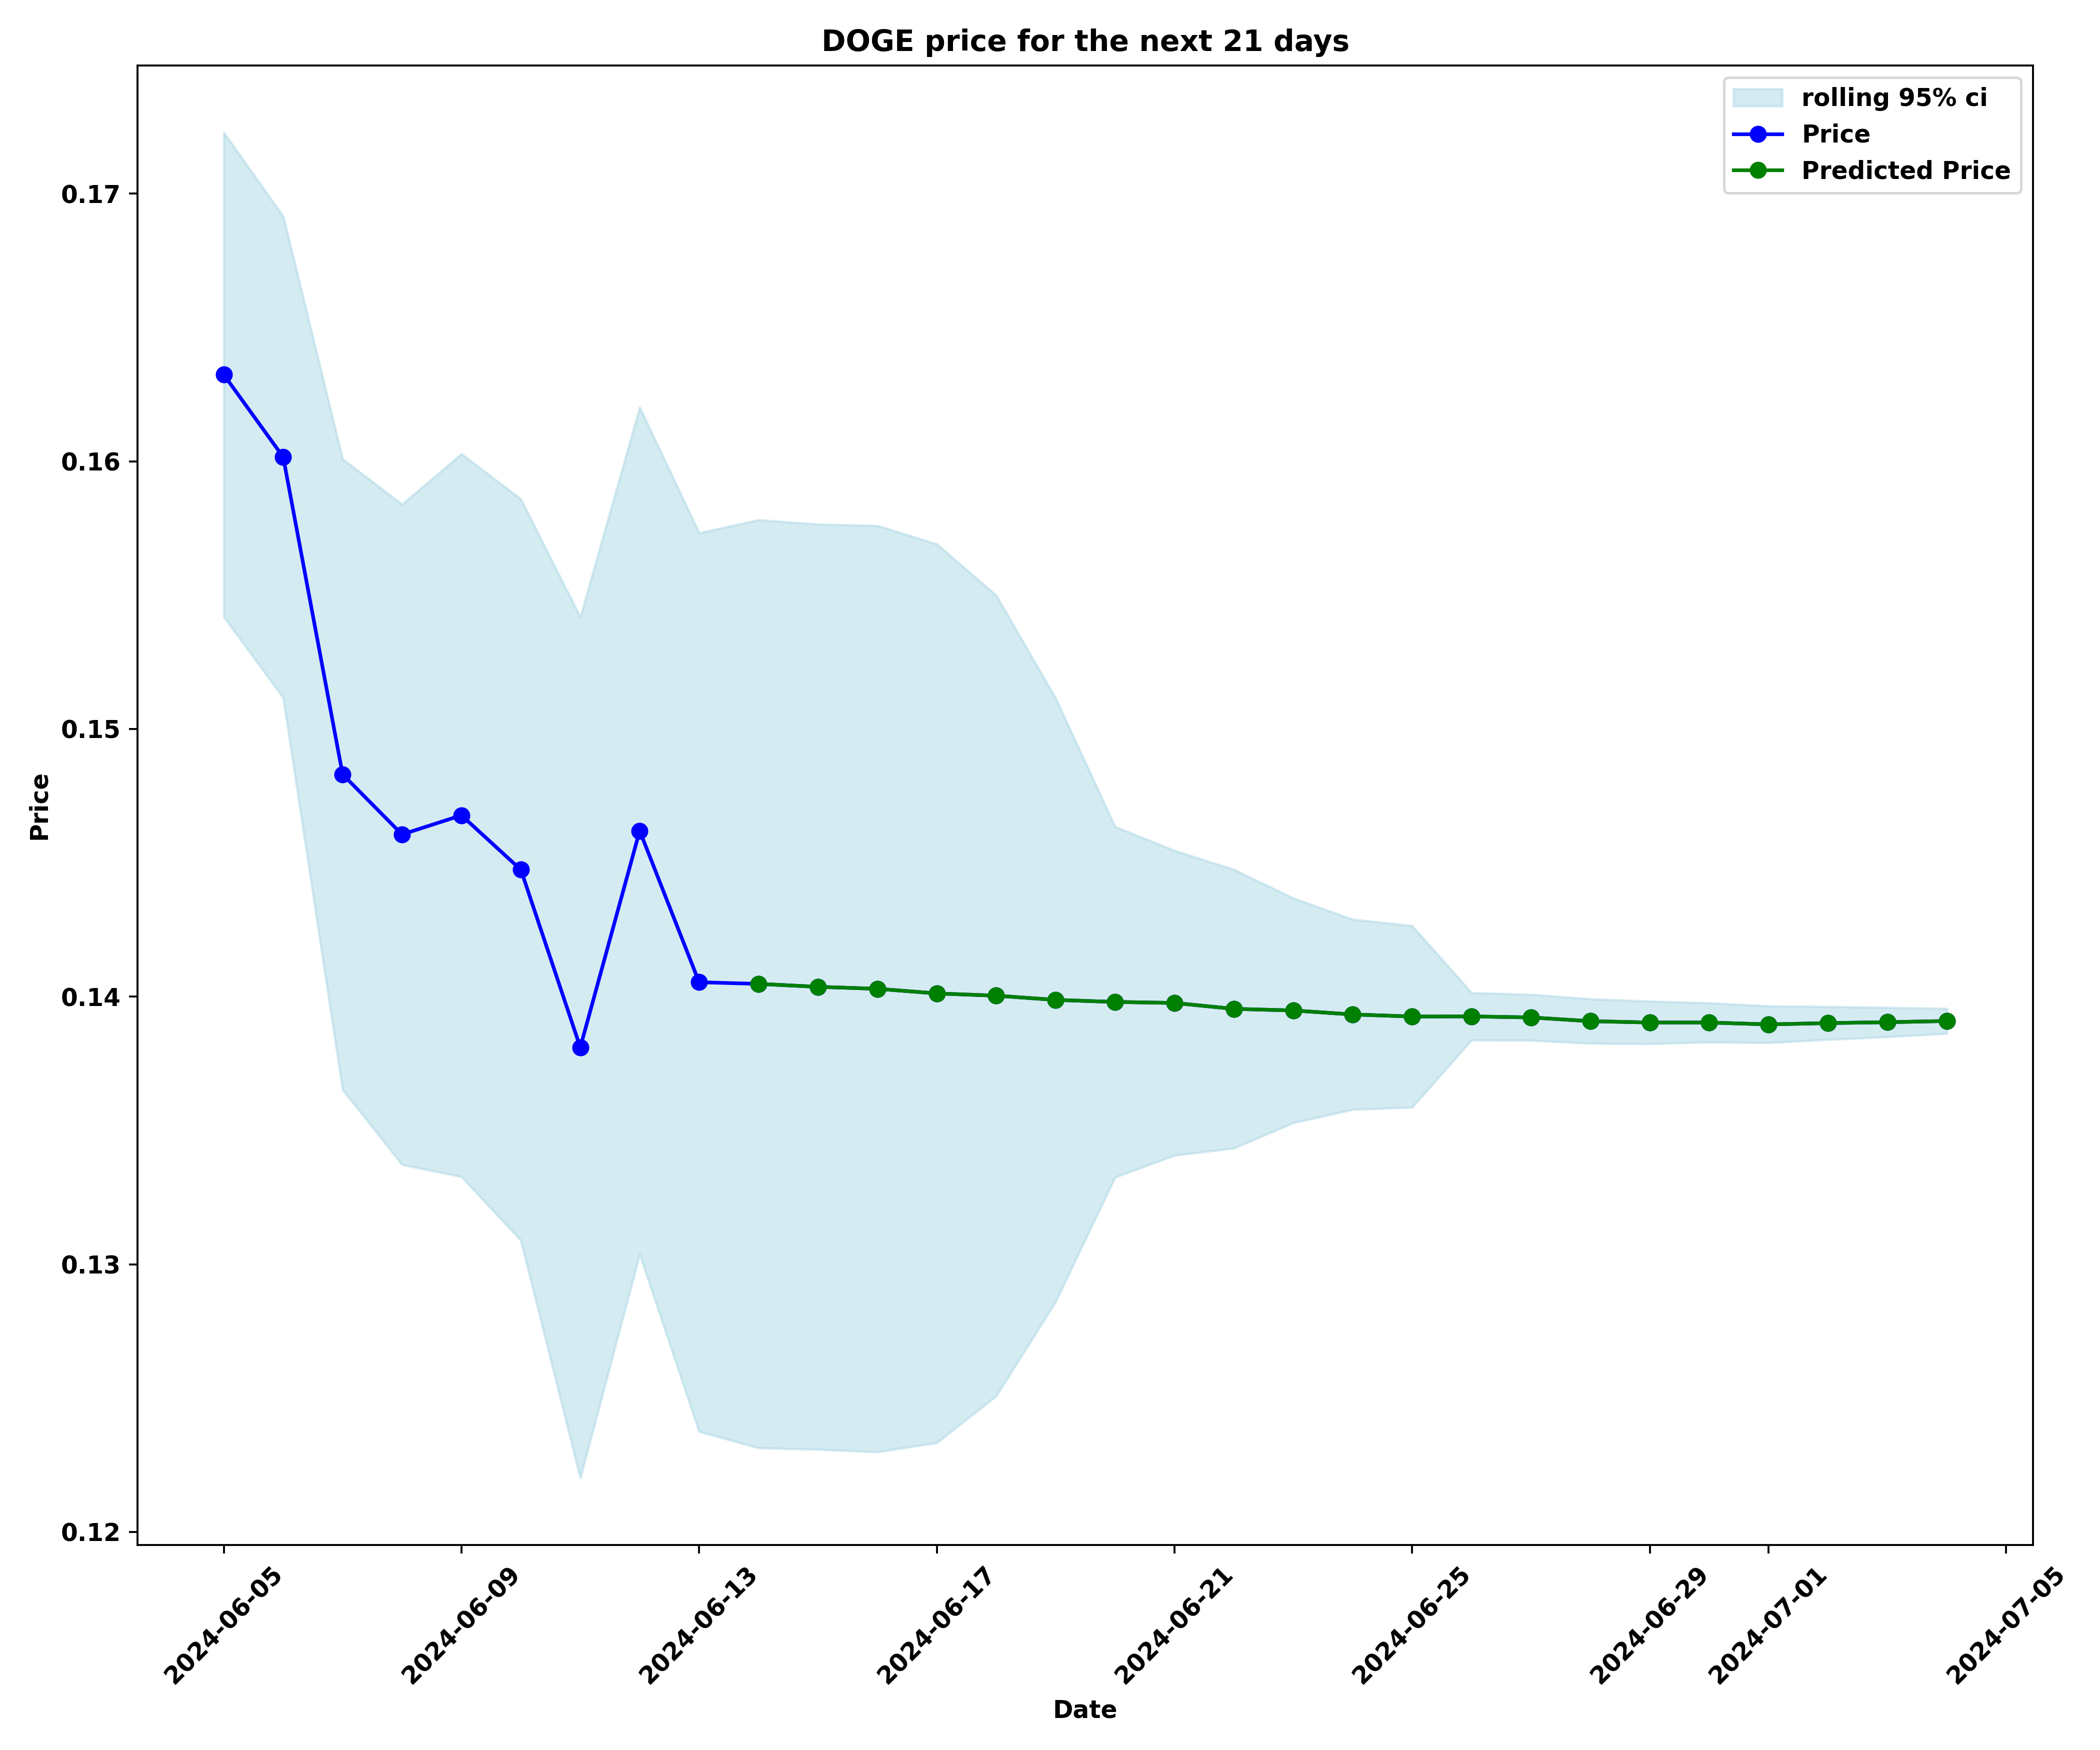 DOGE price for the next 21 days
rolling 95% ci
Price
Predicted Price
0.17
0.16
0.15
0.14
0.13
0.12
Price
2024-06-05
2024-06-09
2024-06-13
2024-06-17
2024-06-21
2024-06-25
2024-06-29
2024-07-01
2024-07-05
Date